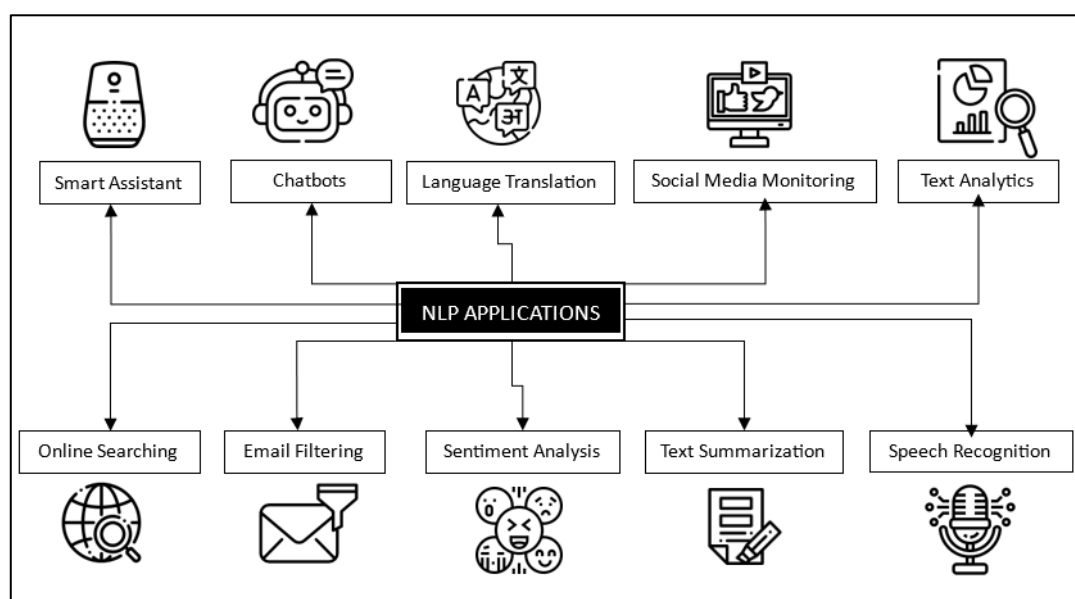 A
文
अ
Smart Assistant
Chatbots
Language Translation
Social Media Monitoring
Text Analytics
NLP APPLICATIONS
Online Searching
Email Filtering
Sentiment Analysis
Text Summarization
Speech Recognition